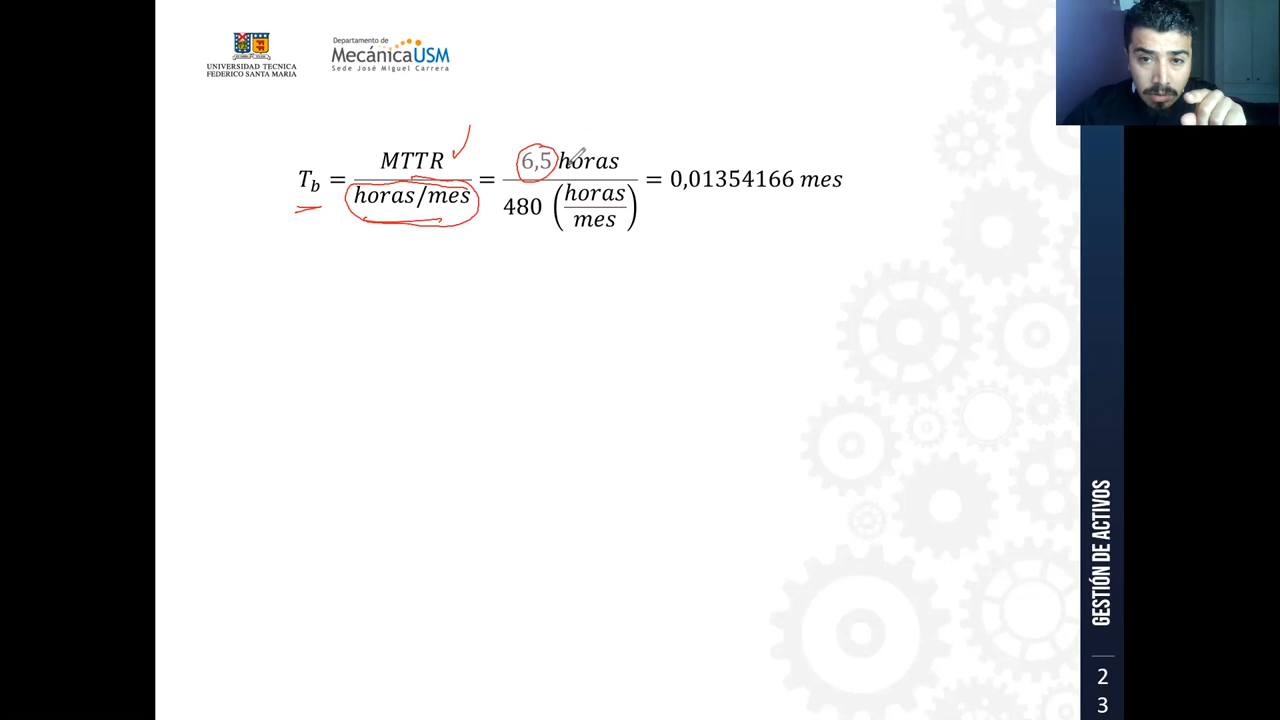 UNIVERSIDAD TECNICA
FEDERICO SANTA MARIA
Departamento de
MecánicaUSM
Sede José Miguel Carrera
T_b = MTTR / (horas/mes) = 6,5 horas / 480 (horas/mes) = 0,01354166 mes
GESTIÓN DE ACTIVOS
2
3